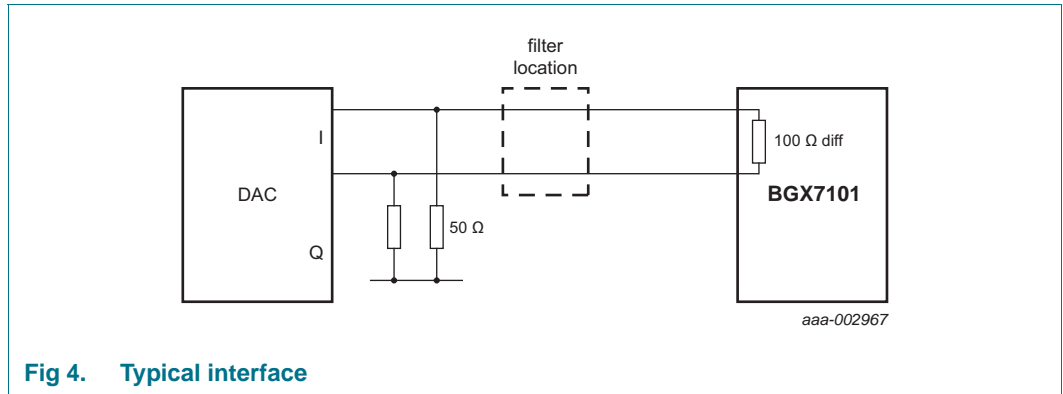 filter
location
I
100 Ω diff
DAC
BGX7101
50 Ω
Q
aaa-002967
Fig 4. Typical interface